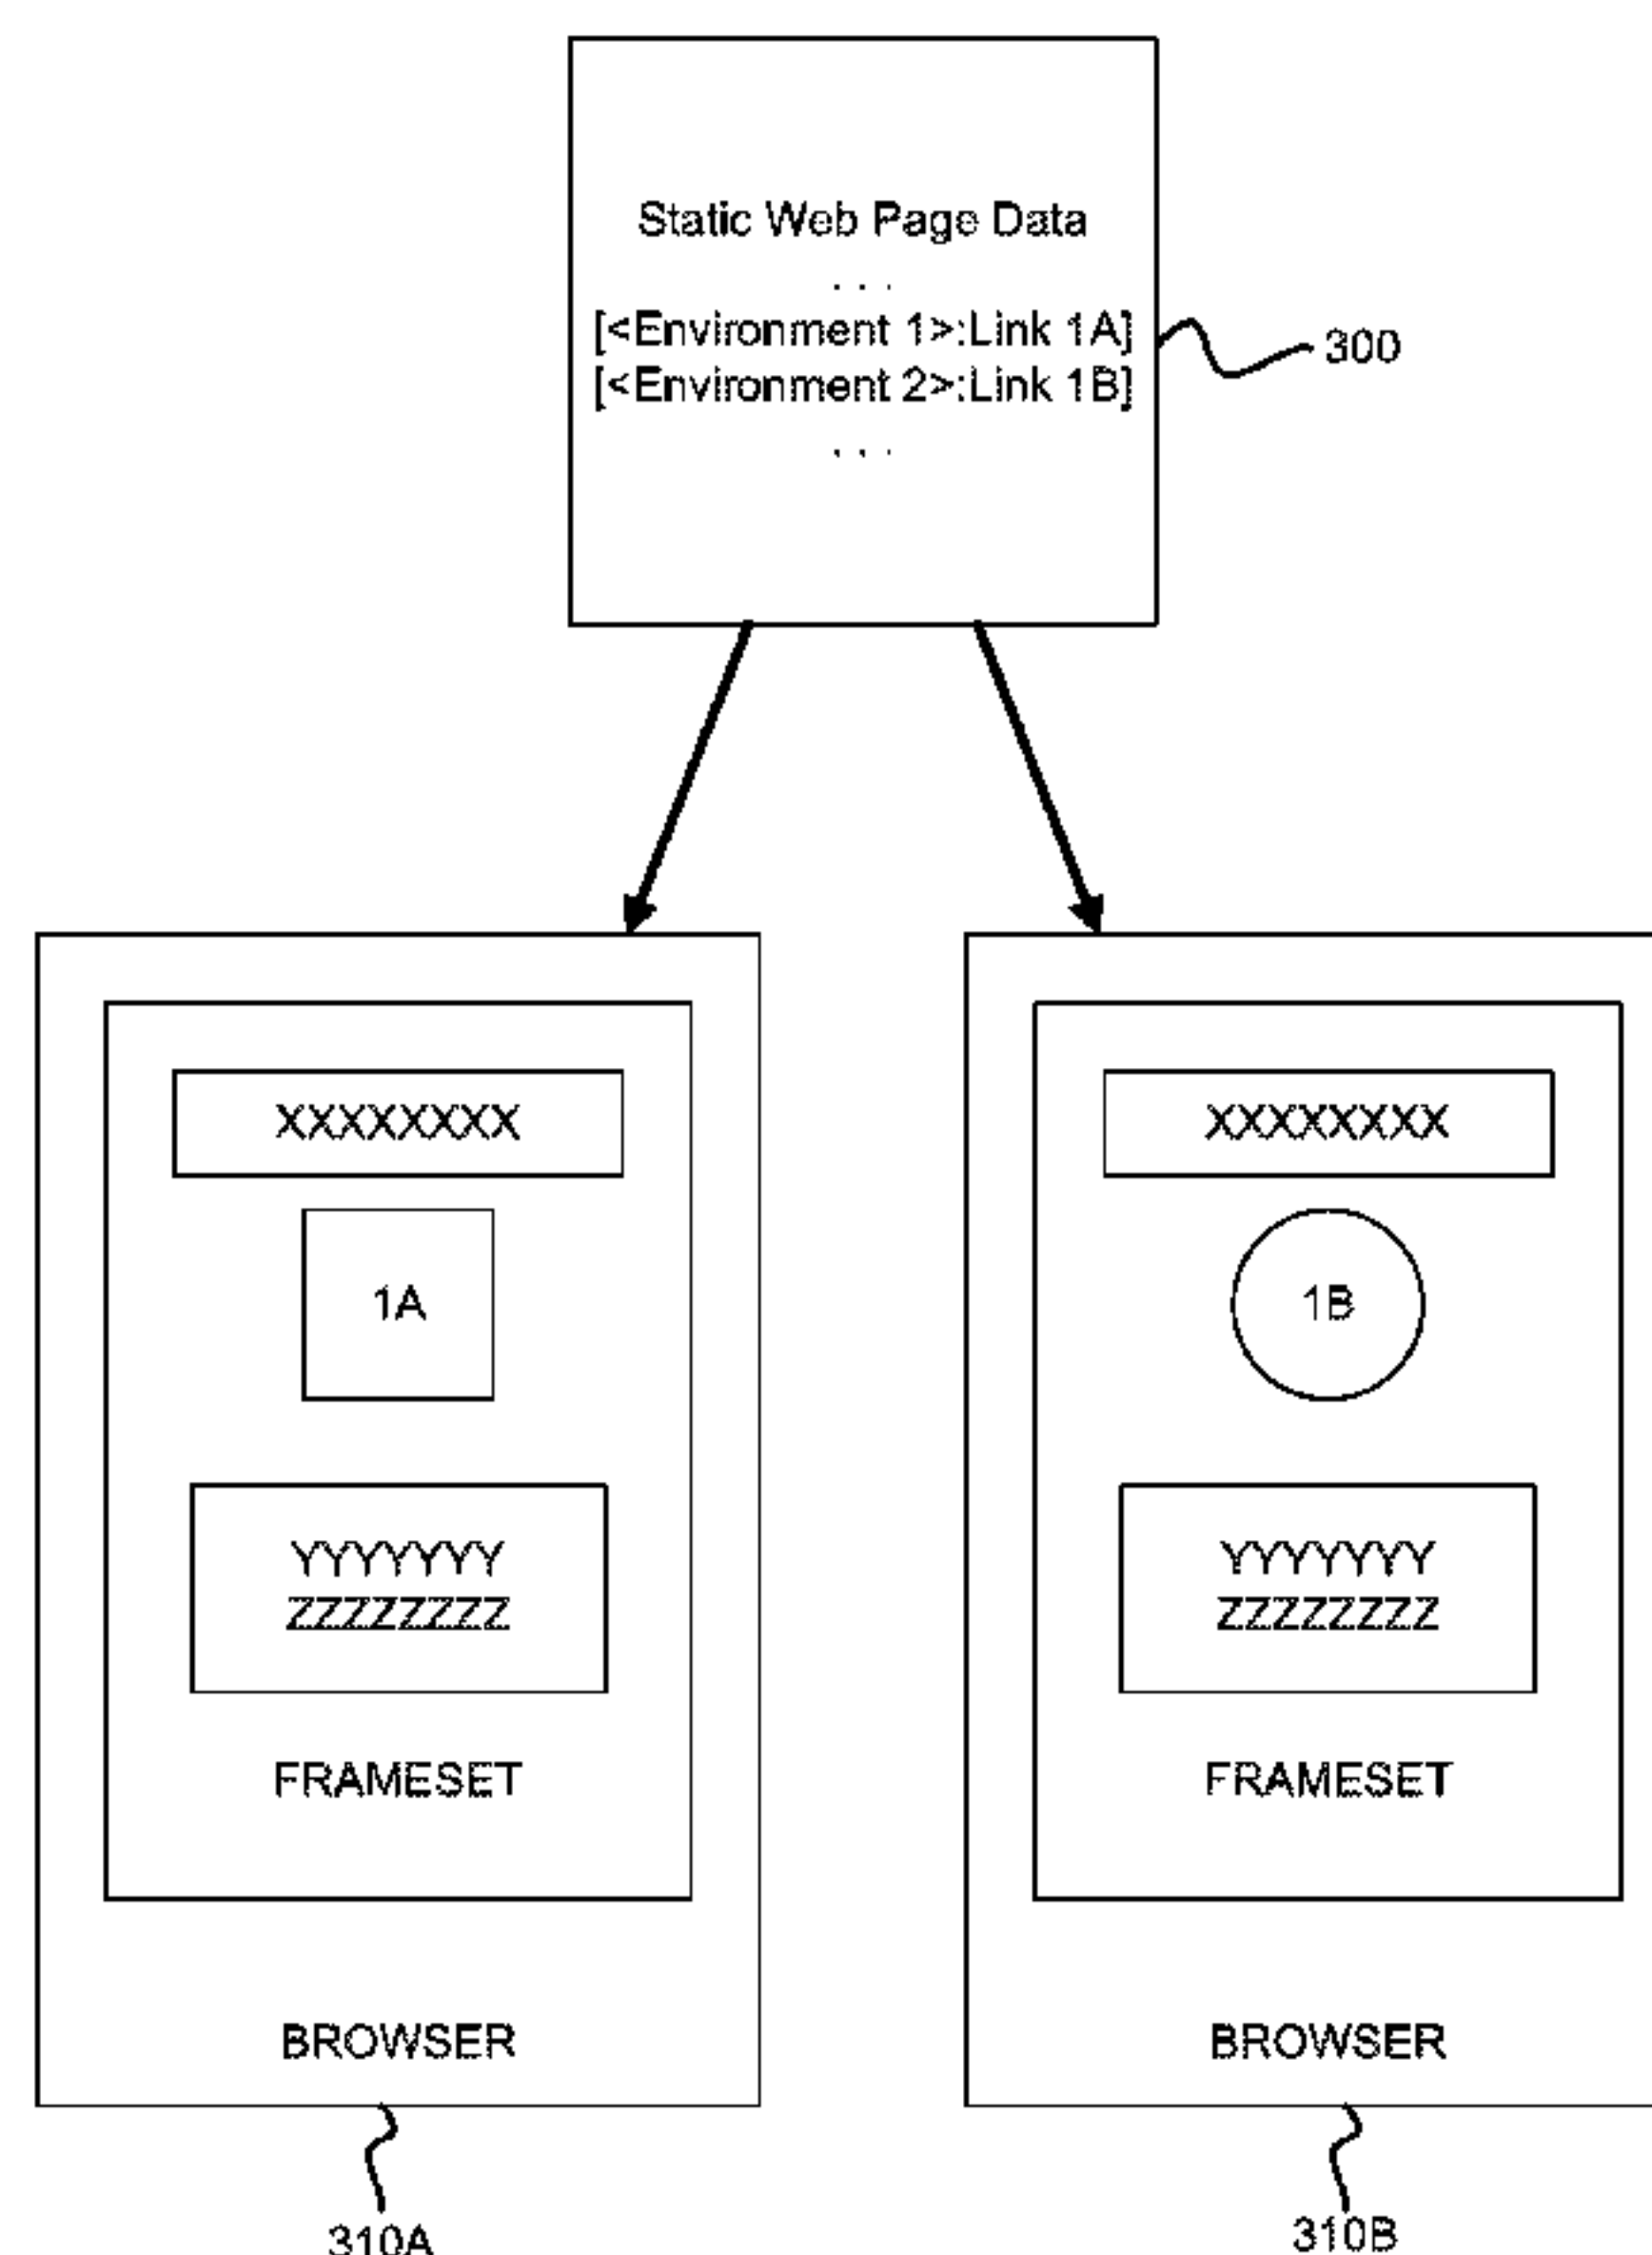 Static Web Page Data
. . .
[<Environment 1>:Link 1A]
[<Environment 2>:Link 1B]
. . .
300
XXXXXXXX
1A
YYYYYYY
ZZZZZZZZ
FRAMESET
BROWSER
310A
XXXXXXXX
1B
YYYYYYY
ZZZZZZZZ
FRAMESET
BROWSER
310B